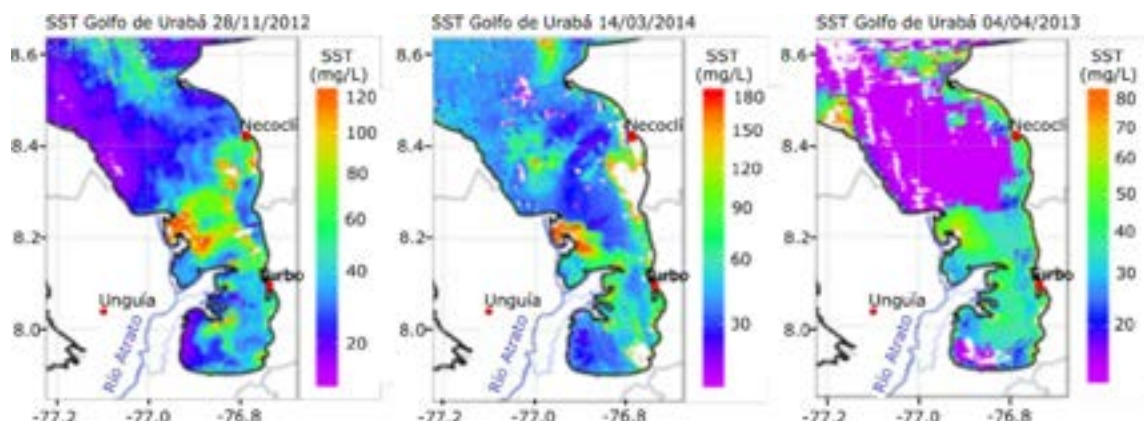 SST Golfo de Urabá 28/11/2012
SST
(mg/L)
120
100
80
60
40
20
8.6
8.4
8.2
8.0
-77.2
-77.0
-76.8
Necoclí
Turbo
Unguía
Río Atrato
SST Golfo de Urabá 14/03/2014
SST
(mg/L)
180
150
120
90
60
30
8.6
8.4
8.2
8.0
-77.2
-77.0
-76.8
Necoclí
Turbo
Unguía
Río Atrato
SST Golfo de Urabá 04/04/2013
SST
(mg/L)
80
70
60
50
40
30
20
8.6
8.4
8.2
8.0
-77.2
-77.0
-76.8
Necoclí
Turbo
Unguía
Río Atrato